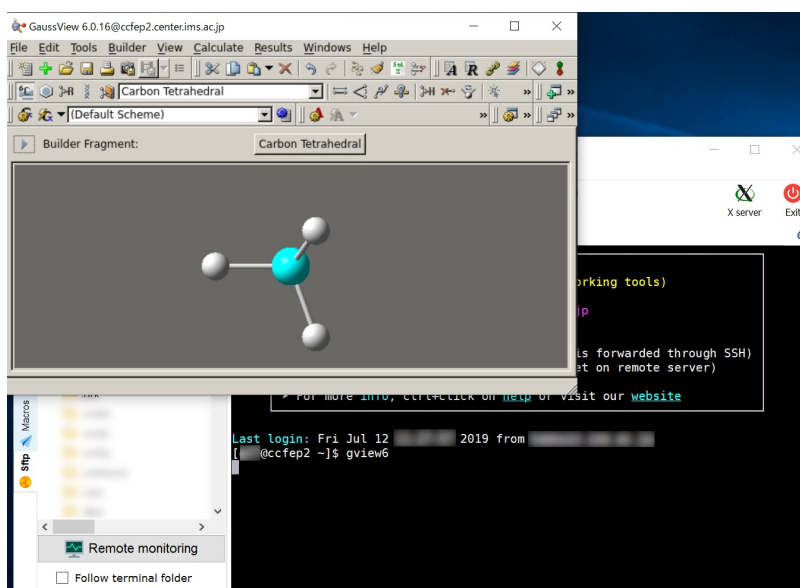 GaussView 6.0.16@ccfep2.center.ims.ac.jp
File Edit Tools Builder View Calculate Results Windows Help
Carbon Tetrahedral
(Default Scheme)
Builder Fragment: Carbon Tetrahedral
X server Exit
rking tools)
jp
is forwarded through SSH)
et on remote server)
For more info, ctrl+click on help or visit our website
Macros
Sftp
Last login: Fri Jul 12 2019 from
[ @ccfep2 ~]$ gview6
Remote monitoring
Follow terminal folder